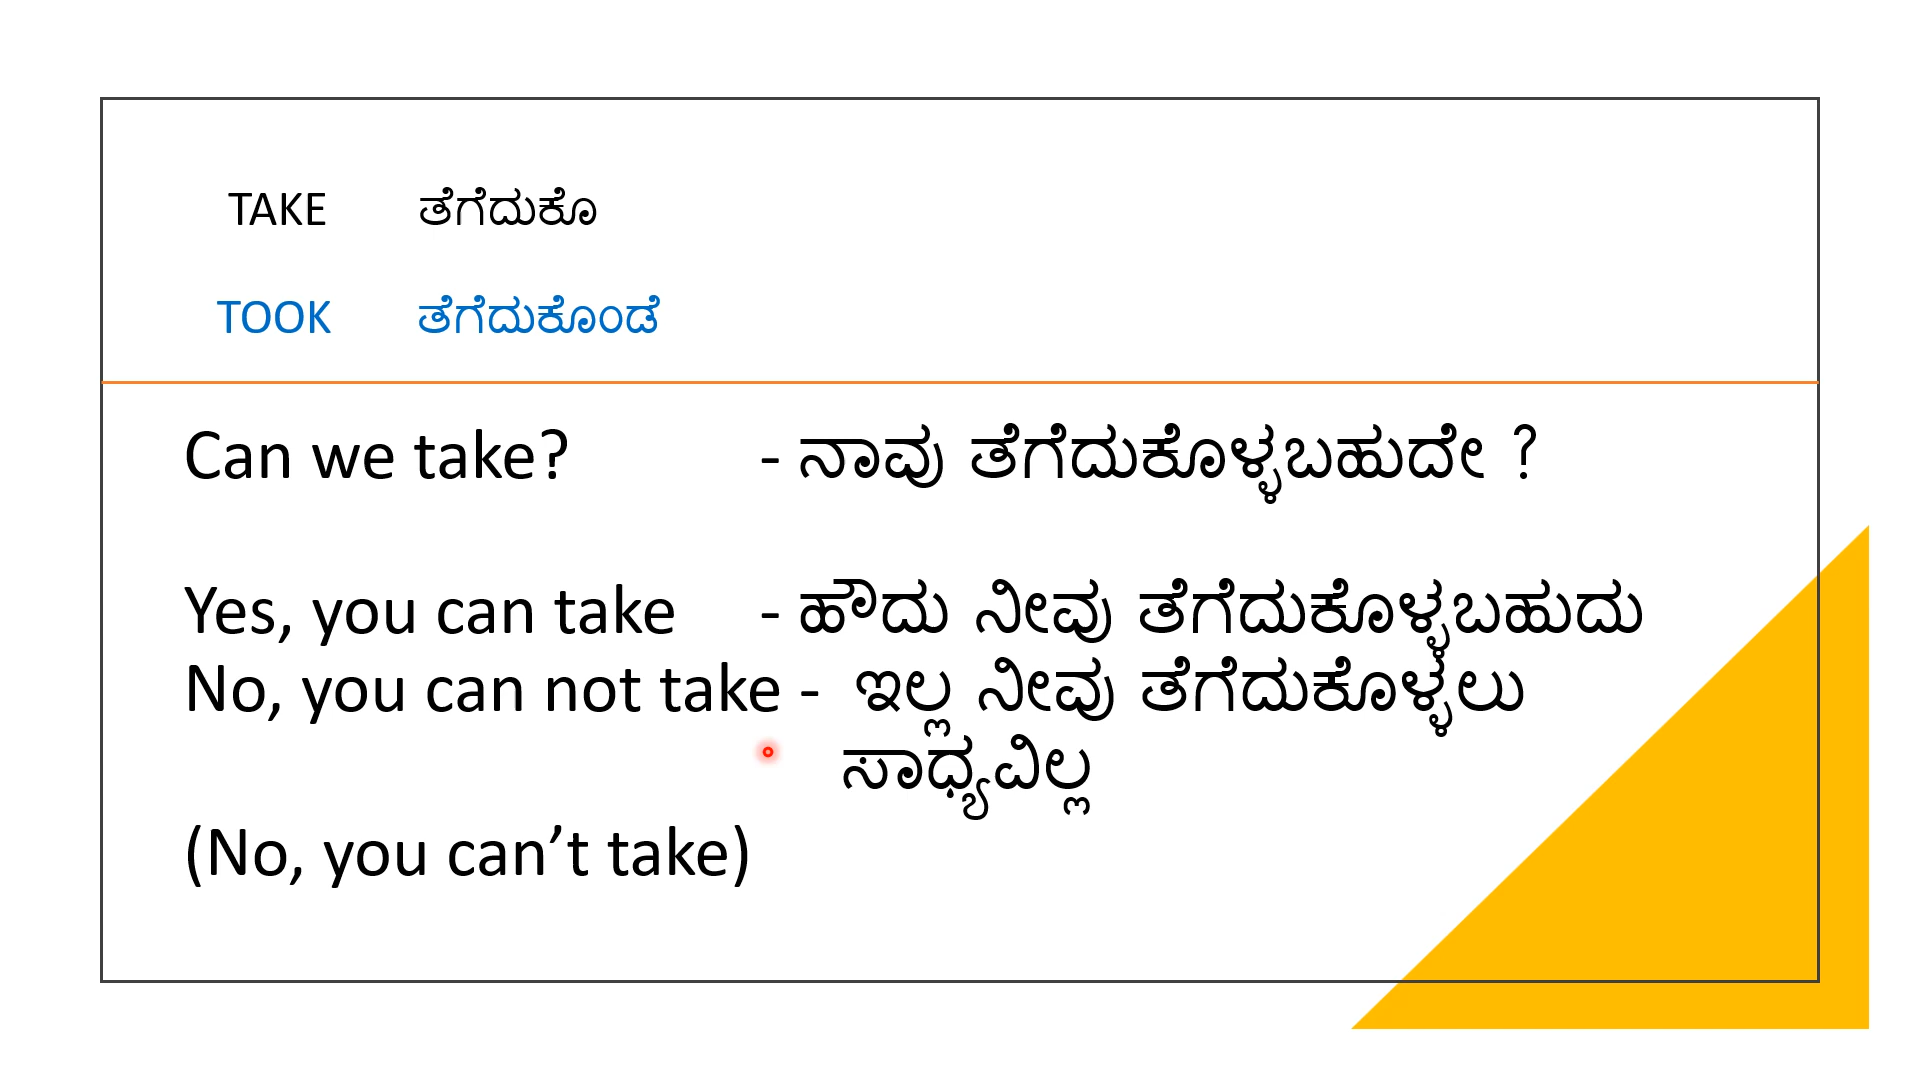 TAKE ತೆಗೆದುಕೊ
TOOK ತೆಗೆದುಕೊಂಡೆ
Can we take? - ನಾವು ತೆಗೆದುಕೊಳ್ಳಬಹುದೇ ?
Yes, you can take - ಹೌದು ನೀವು ತೆಗೆದುಕೊಳ್ಳಬಹುದು
No, you can not take - ಇಲ್ಲ ನೀವು ತೆಗೆದುಕೊಳ್ಳಲು
ಸಾಧ್ಯವಿಲ್ಲ
(No, you can’t take)